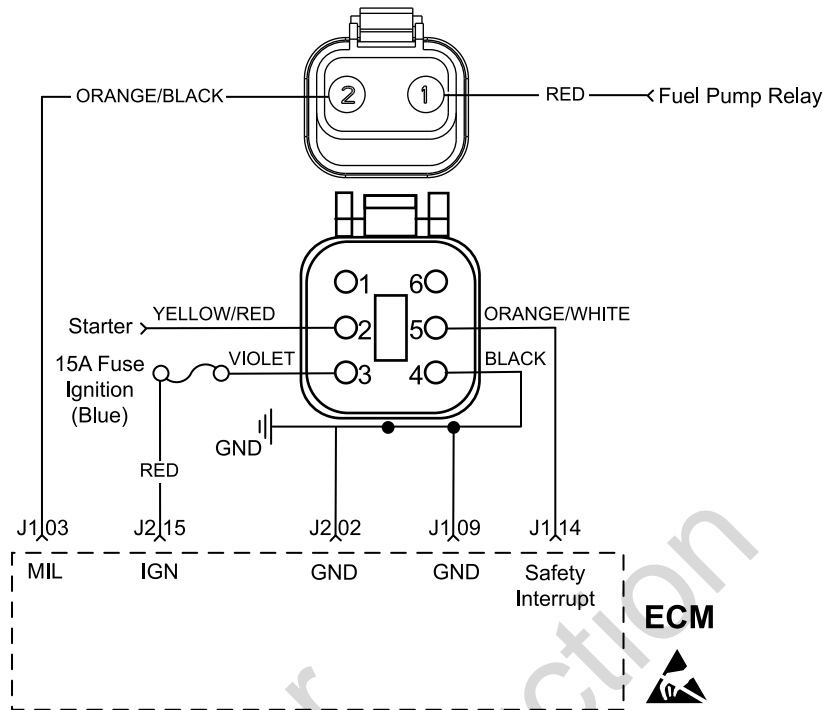 ORANGE/BLACK
2
1
RED
Fuel Pump Relay
1
6
Starter
YELLOW/RED
2
5
ORANGE/WHITE
15A Fuse
Ignition
(Blue)
VIOLET
3
4
BLACK
GND
RED
J1 03
J2 15
J2 02
J1 09
J1 14
MIL
IGN
GND
GND
Safety
Interrupt
ECM